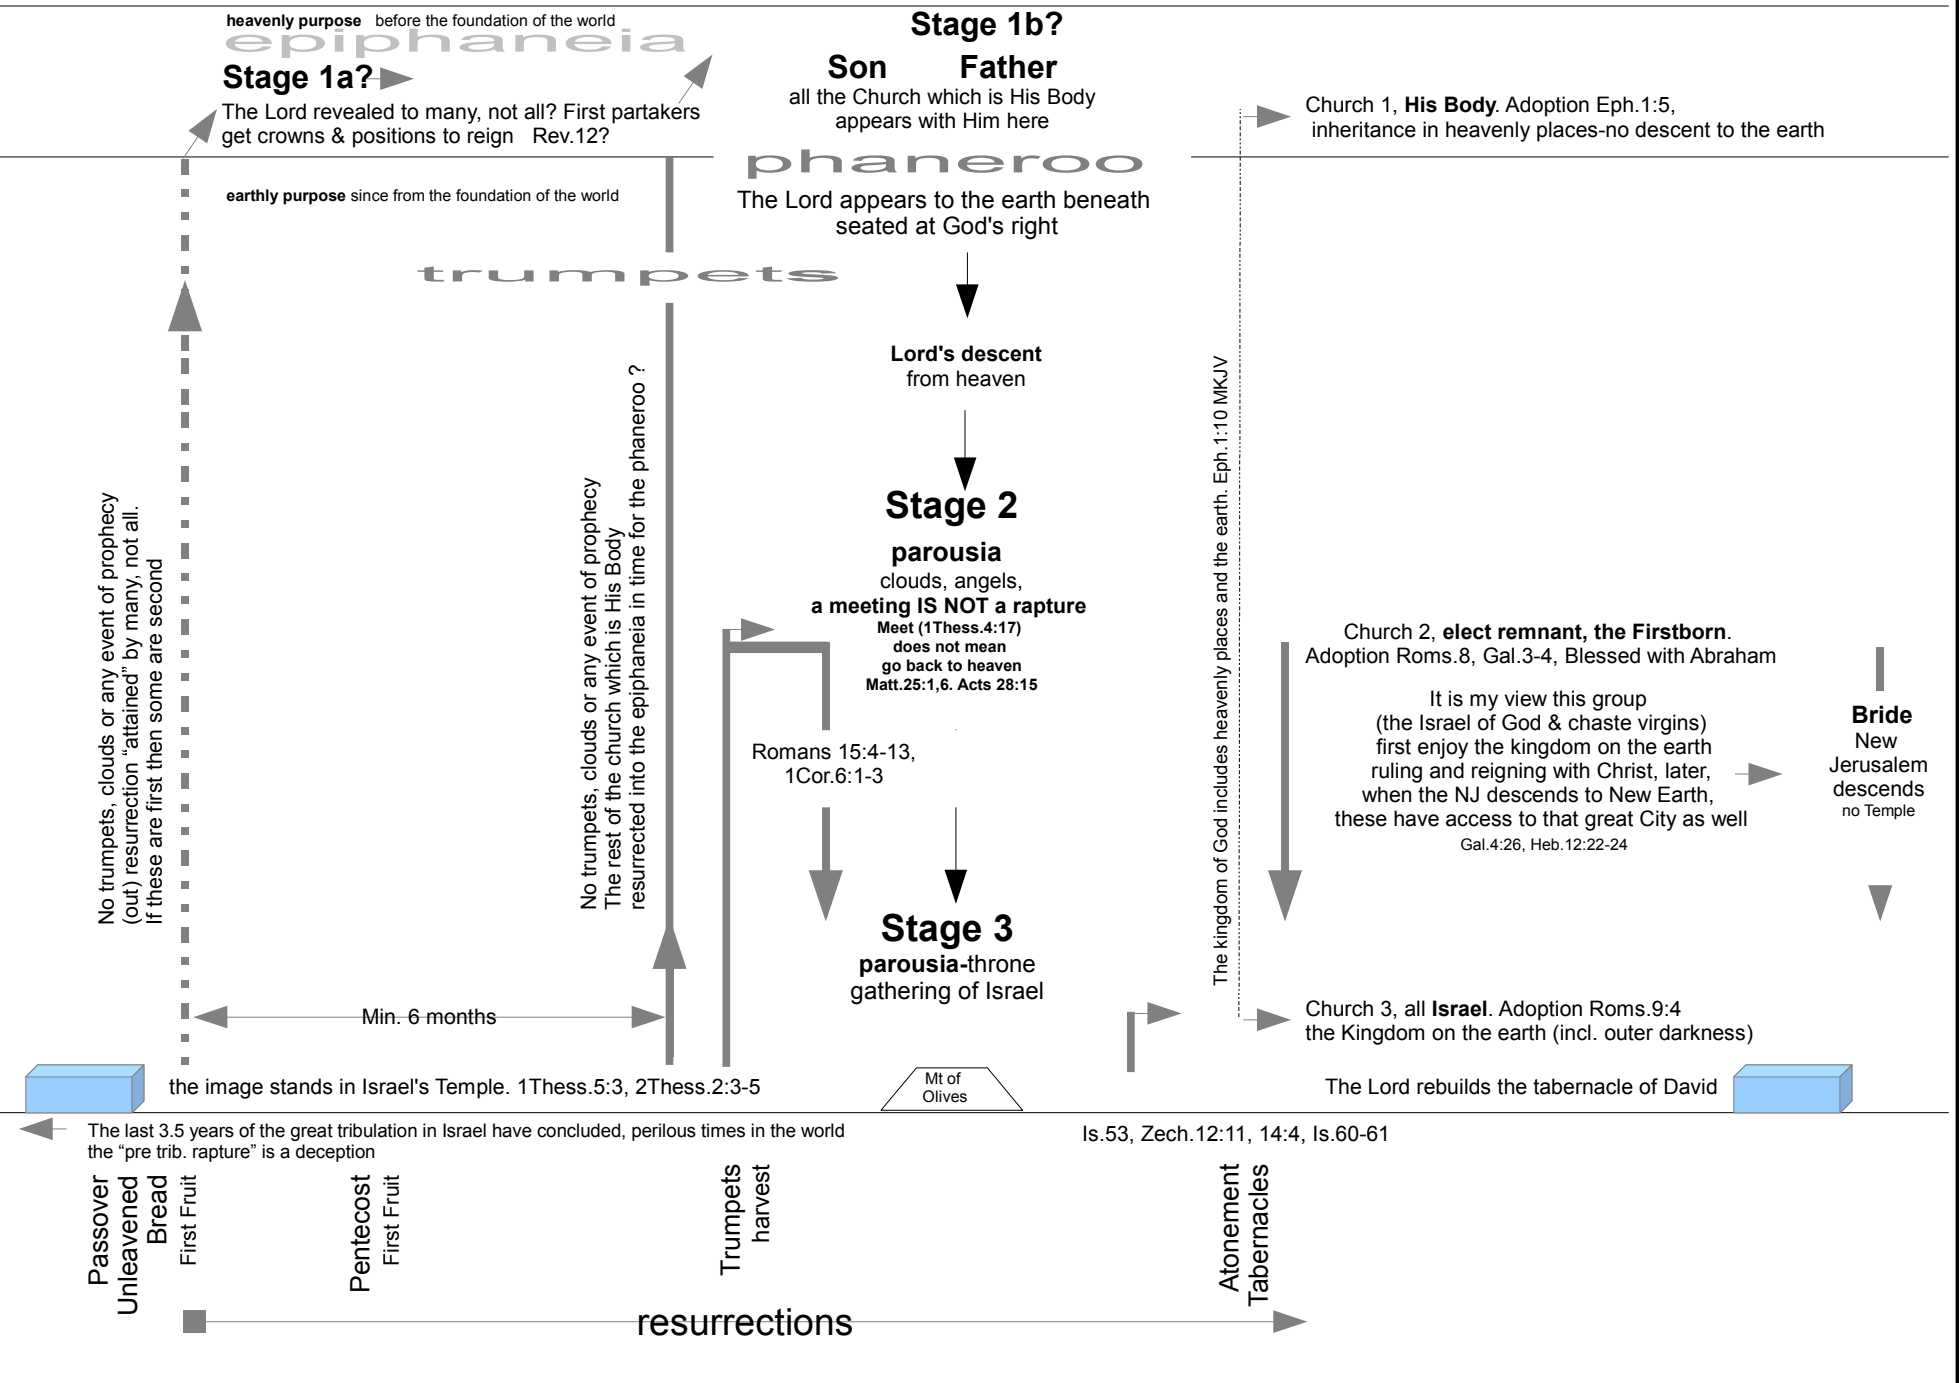 heavenly purpose before the foundation of the world
epiphaneia
Stage 1a?
The Lord revealed to many, not all? First partakers
get crowns & positions to reign Rev.12?
Stage 1b?
Son Father
all the Church which is His Body
appears with Him here
phaneroo
The Lord appears to the earth beneath
seated at God's right
Church 1, His Body. Adoption Eph.1:5,
inheritance in heavenly places-no descent to the earth
earthly purpose since from the foundation of the world
trumpets
Lord's descent
from heaven
No trumpets, clouds or any event of prophecy
(out) resurrection "attained" by many, not all.
If these are first then some are second
No trumpets, clouds or any event of prophecy
The rest of the church which is His Body
resurrected into the epiphaneia in time for the phaneroo ?
Stage 2
parousia
clouds, angels,
a meeting IS NOT a rapture
Meet (1Thess.4:17)
does not mean
go back to heaven
Matt.25:1,6. Acts 28:15
Romans 15:4-13,
1Cor.6:1-3
Stage 3
parousia-throne
gathering of Israel
The kingdom of God includes heavenly places and the earth. Eph.1:10 MKJV
Church 2, elect remnant, the Firstborn.
Adoption Roms.8, Gal.3-4, Blessed with Abraham
It is my view this group
(the Israel of God & chaste virgins)
first enjoy the kingdom on the earth
ruling and reigning with Christ, later,
when the NJ descends to New Earth,
these have access to that great City as well
Gal.4:26, Heb.12:22-24
Bride
New
Jerusalem
descends
no Temple
Min. 6 months
Church 3, all Israel. Adoption Roms.9:4
the Kingdom on the earth (incl. outer darkness)
the image stands in Israel's Temple. 1Thess.5:3, 2Thess.2:3-5
Mt of
Olives
The Lord rebuilds the tabernacle of David
The last 3.5 years of the great tribulation in Israel have concluded, perilous times in the world
the "pre trib. rapture" is a deception
Is.53, Zech.12:11, 14:4, Is.60-61
Passover
Unleavened
Bread
First Fruit
Pentecost
First Fruit
Trumpets
harvest
Atonement
Tabernacles
resurrections